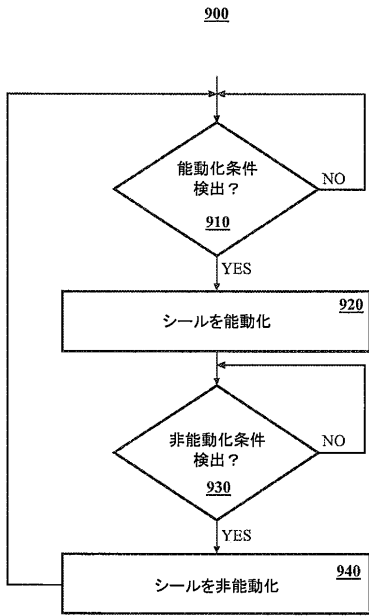 900
能動化条件
検出？
910
NO
YES
920
シールを能動化
非能動化条件
検出？
930
NO
YES
940
シールを非能動化